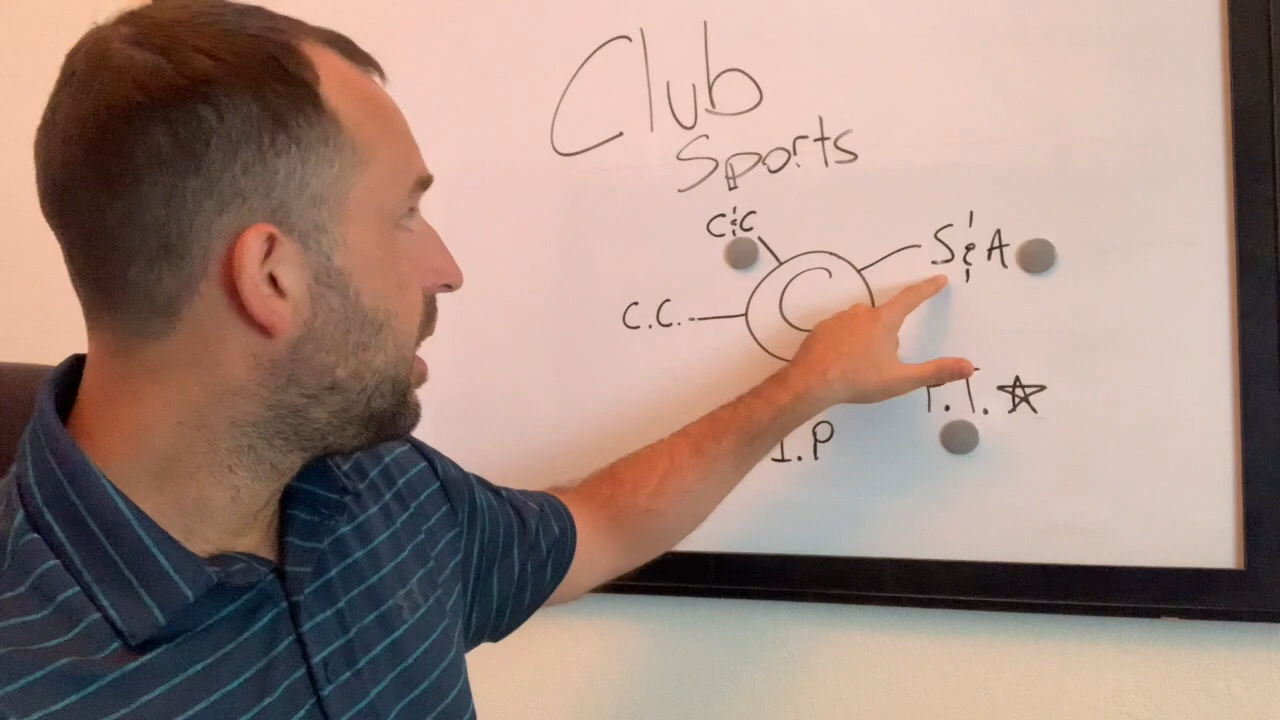 Club
Sports
C&C
S&A
C
C.C.
T. ☆
I.P